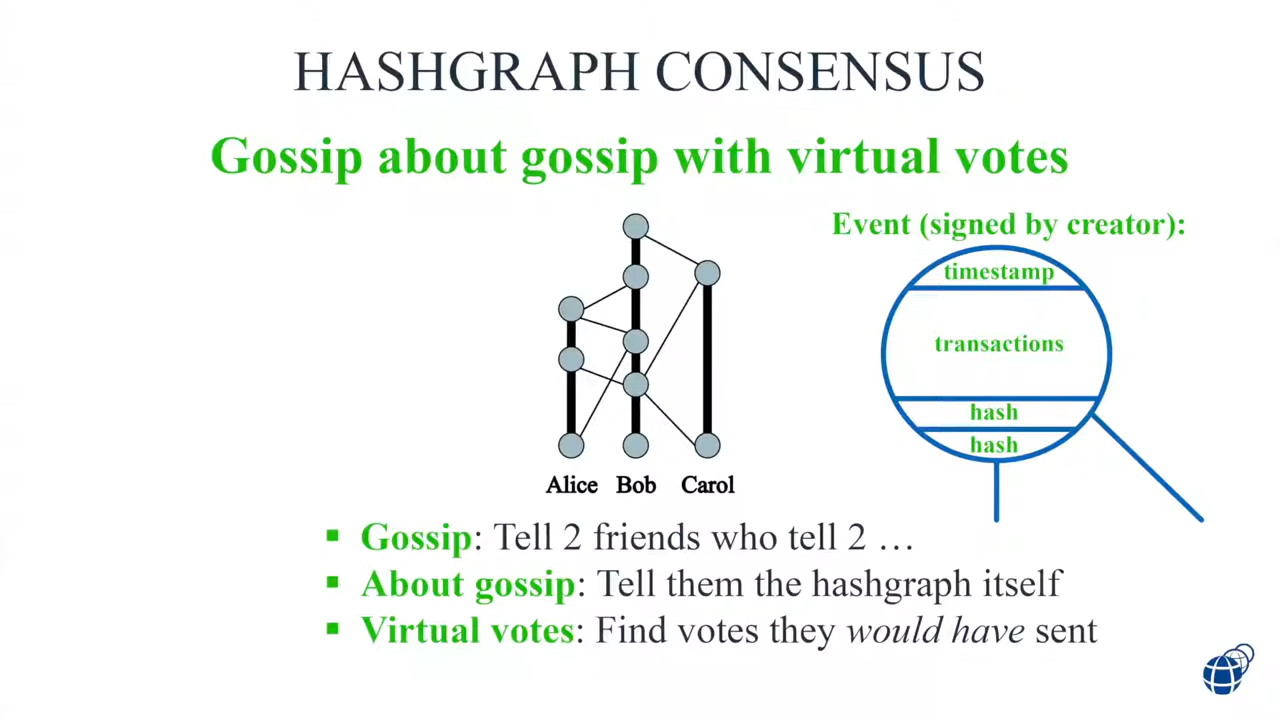 HASHGRAPH CONSENSUS
Gossip about gossip with virtual votes
Event (signed by creator):
timestamp
transactions
hash
hash
Alice Bob Carol
▪ Gossip: Tell 2 friends who tell 2 …
▪ About gossip: Tell them the hashgraph itself
▪ Virtual votes: Find votes they would have sent